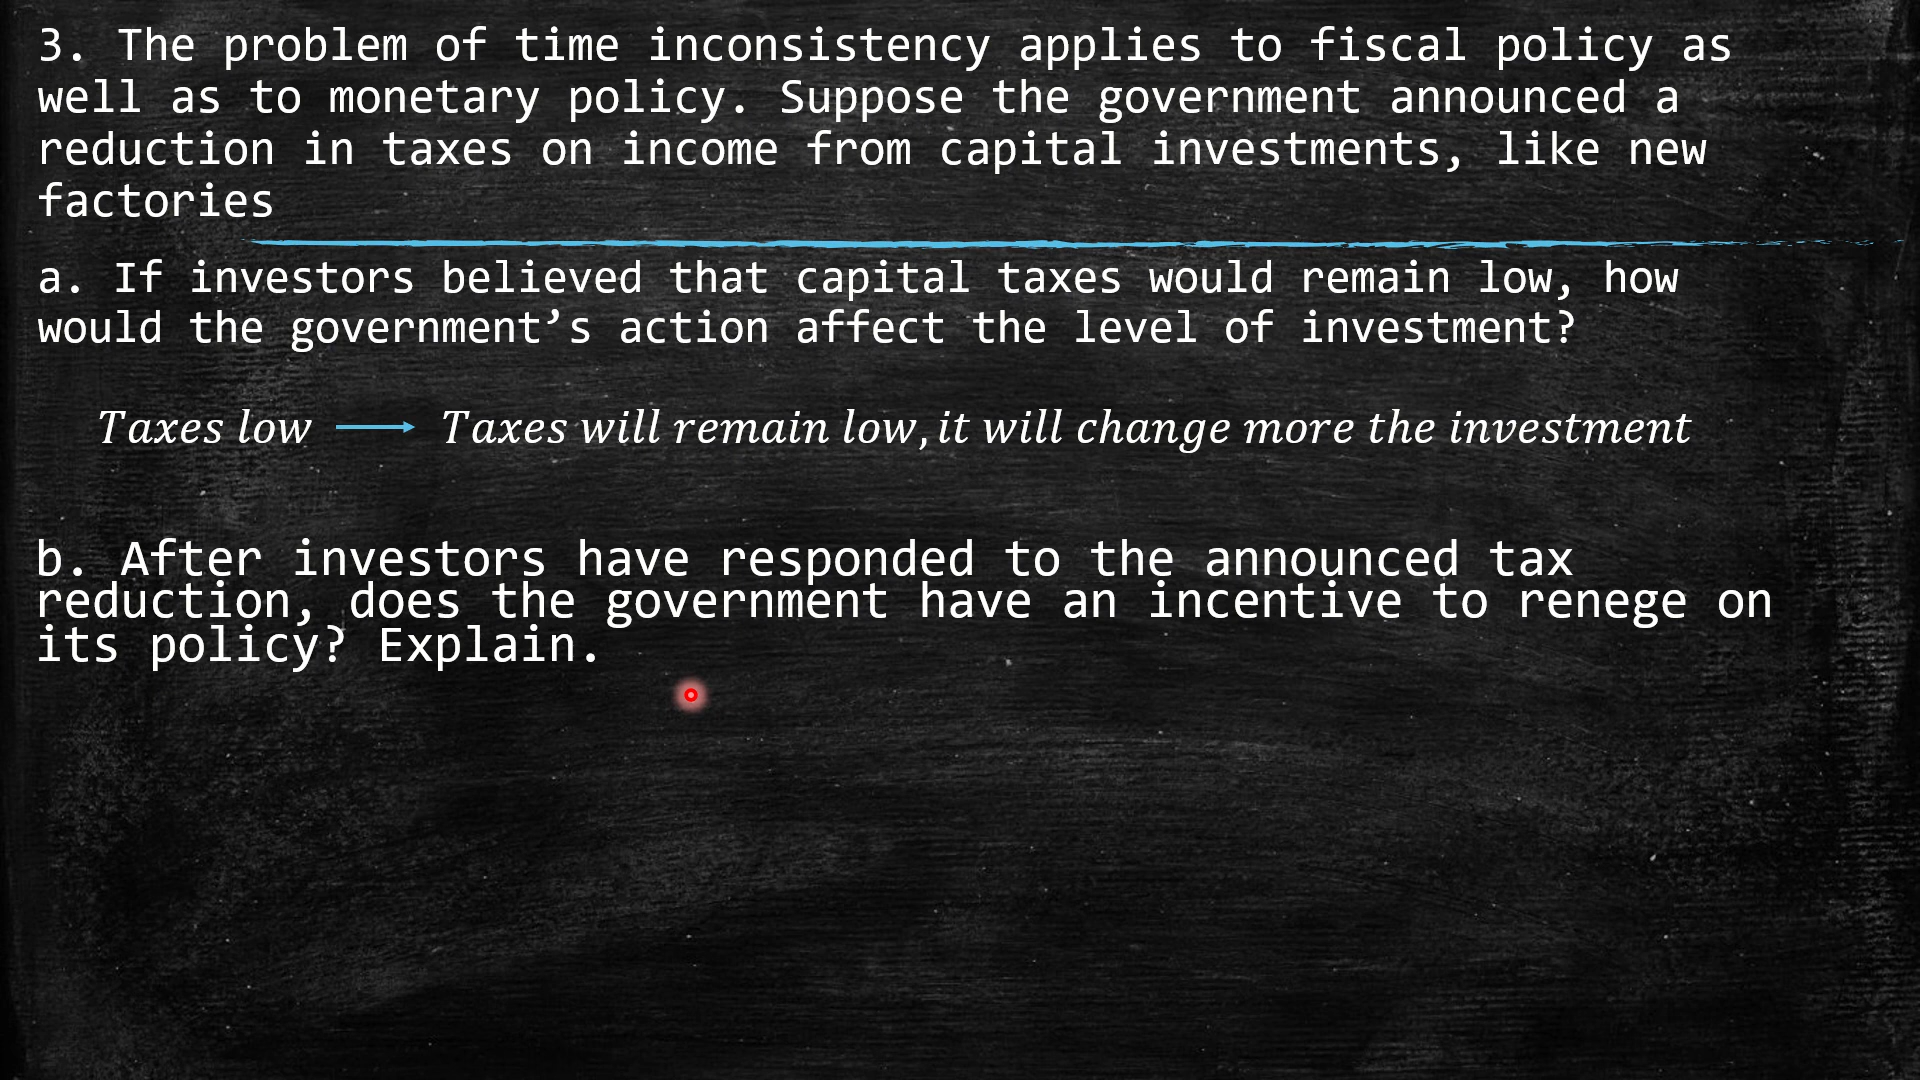 3. The problem of time inconsistency applies to fiscal policy as
well as to monetary policy. Suppose the government announced a
reduction in taxes on income from capital investments, like new
factories
a. If investors believed that capital taxes would remain low, how
would the government’s action affect the level of investment?
Taxes low → Taxes will remain low, it will change more the investment
b. After investors have responded to the announced tax
reduction, does the government have an incentive to renege on
its policy? Explain.